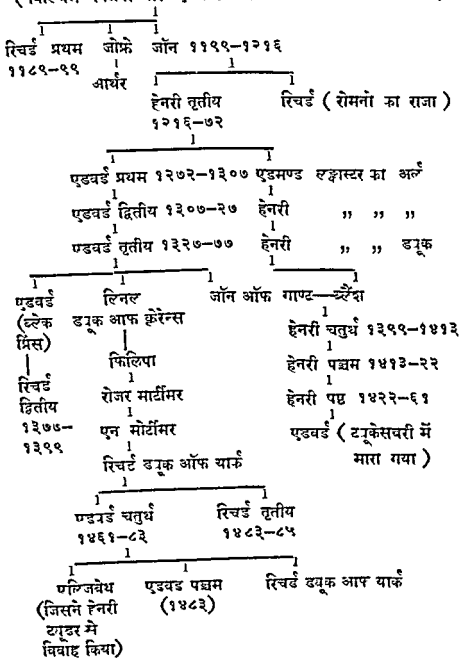 रिचर्ड प्रथम जोफ्रे जॉन ११९९–१२१६
११८९–९९
आर्थर
हेनरी तृतीय रिचर्ड ( रोमनो का राजा )
१२१६–७२
एडवर्ड प्रथम १२७२–१३०७ एडमण्ड लङ्कास्टर का अर्ल
एडवर्ड द्वितीय १३०७–२७ हेनरी ,, ,, ,,
एडवर्ड तृतीय १३२७–७७ हेनरी ,, ,, ड्यूक
एडवर्ड लिनल जॉन ऑफ गाण्ट—ब्लैंश
(ब्लेक ड्यूक आफ क्लेरेन्स
प्रिंस) हेनरी चतुर्थ १३९९–१४१३
फिलिपा
हेनरी पञ्चम १४१३–२२
रिचर्ड
रोजर मार्टीमर
द्वितीय हेनरी षष्ठ १४२२–६१
१३७७–
एन मोर्टीमर
१३९९ एडवर्ड ( ट्यूकेसबरी में
रिचर्ट ड्यूक ऑफ यार्क मारा गया )
एडवर्ड चतुर्थ रिचर्ड तृतीय
१४६१–८३ १४८३–८५
एल्जिबेथ एडवड पञ्चम रिचर्ड ड्यूक आफ यार्क
(जिसने हेनरी (१४८३)
ट्यूडर से
विवाह किया)